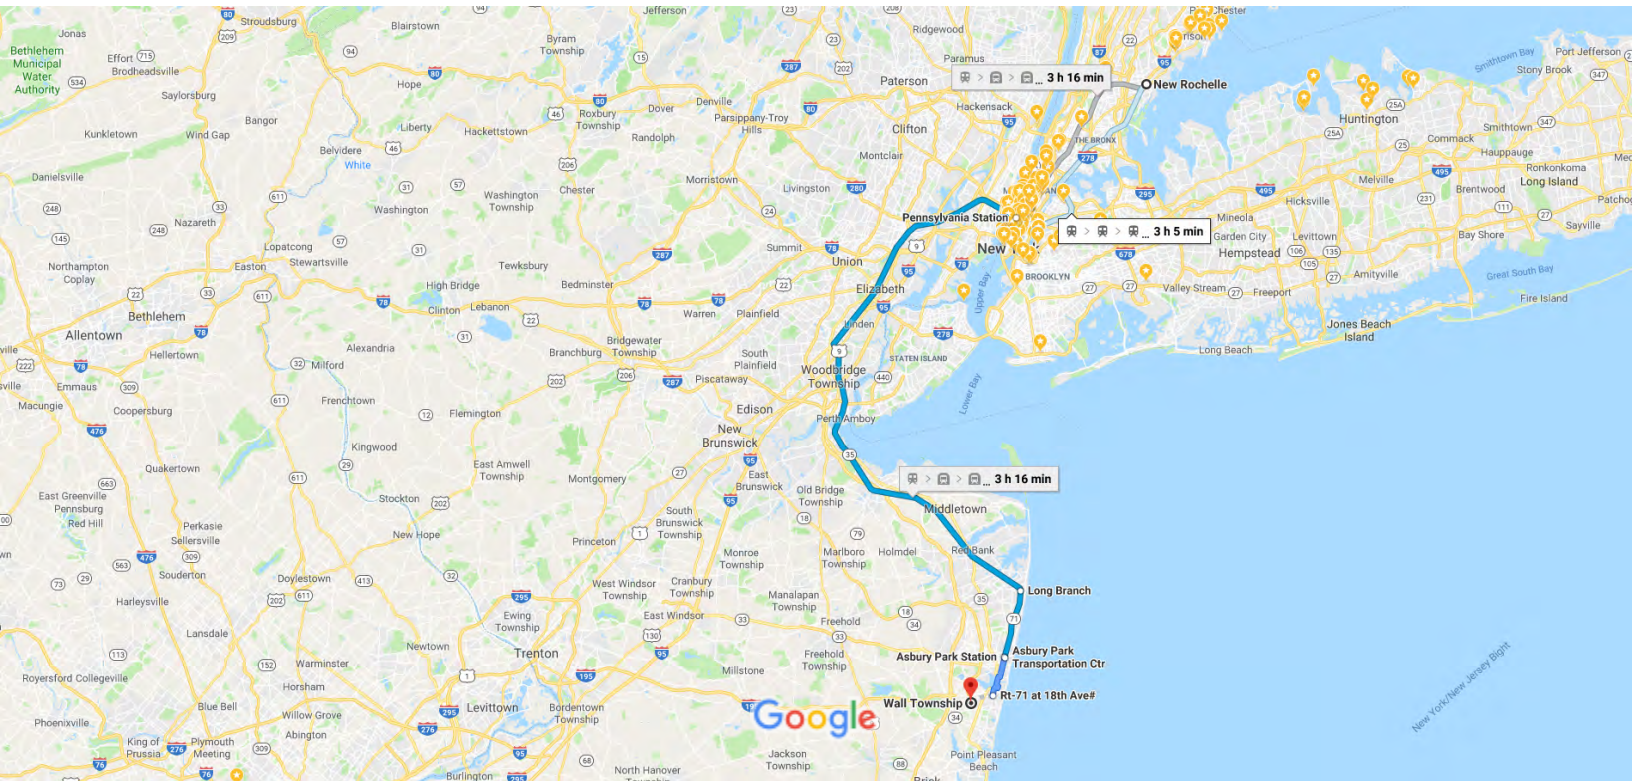 Stroudsburg
Blairstown
Jefferson
Ridgewood
Chester
Jonas
Bethlehem
Municipal
Water
Authority
Effort
Brodheadsville
Saylorsburg
Hope
Byram
Township
Paramus
Paterson
3 h 16 min
New Rochelle
Smithtown Bay
Port Jefferson
Stony Brook
Huntington
Smithtown
Commack
Hauppauge
Ronkonkoma
Bangor
Kunkletown
Wind Gap
Liberty
Belvidere
White
Hackettstown
Roxbury
Township
Dover
Denville
Parsippany-Troy
Hills
Randolph
Hackensack
Clifton
Montclair
THE BRONX
Danielsville
Washington
Washington
Township
Chester
Morristown
Livingston
Melville
Brentwood
Long Island
Hicksville
Patchog
Sayville
Nazareth
Lopatcong
Stewartsville
Easton
Northampton
Coplay
Tewksbury
Summit
Union
Pennsylvania Station
New York
3 h 5 min
Mineola
Garden City
Hempstead
Levittown
Bay Shore
Amityville
Great South Bay
Fire Island
BROOKLYN
Valley Stream
Freeport
Upper Bay
Elizabeth
High Bridge
Bedminster
Clinton
Lebanon
Warren
Plainfield
Bethlehem
Allentown
Hellertown
Emmaus
Macungie
Coopersburg
Alexandria
Milford
Bridgewater
Township
Branchburg
South
Plainfield
Piscataway
Linden
STATEN ISLAND
Woodbridge
Township
Jones Beach
Island
Long Beach
Lower Bay
Frenchtown
Flemington
Edison
New
Brunswick
Perth Amboy
Kingwood
Quakertown
East Amwell
Township
Montgomery
East
Brunswick
Old Bridge
Township
3 h 16 min
Middletown
East Greenville
Pennsburg
Red Hill
Perkasie
Sellersville
Stockton
New Hope
Princeton
South
Brunswick
Township
Monroe
Township
Marlboro
Township
Holmdel
Red Bank
Souderton
Doylestown
Harleysville
West Windsor
Township
Cranbury
Township
East Windsor
Manalapan
Township
Freehold
Long Branch
Ewing
Township
Lansdale
Newtown
Trenton
Warminster
Horsham
Millstone
Freehold
Township
Asbury Park Station
Asbury Park
Transportation Ctr
Royersford
Collegeville
Rt-71 at 18th Ave#
Wall Township
Google
Levittown
Bordentown
Township
Blue Bell
Willow Grove
Abington
Phoenixville
King of
Prussia
Plymouth
Meeting
Burlington
North Hanover
Township
Jackson
Township
Point Pleasant
Beach
Brick
New York/New Jersey Bight